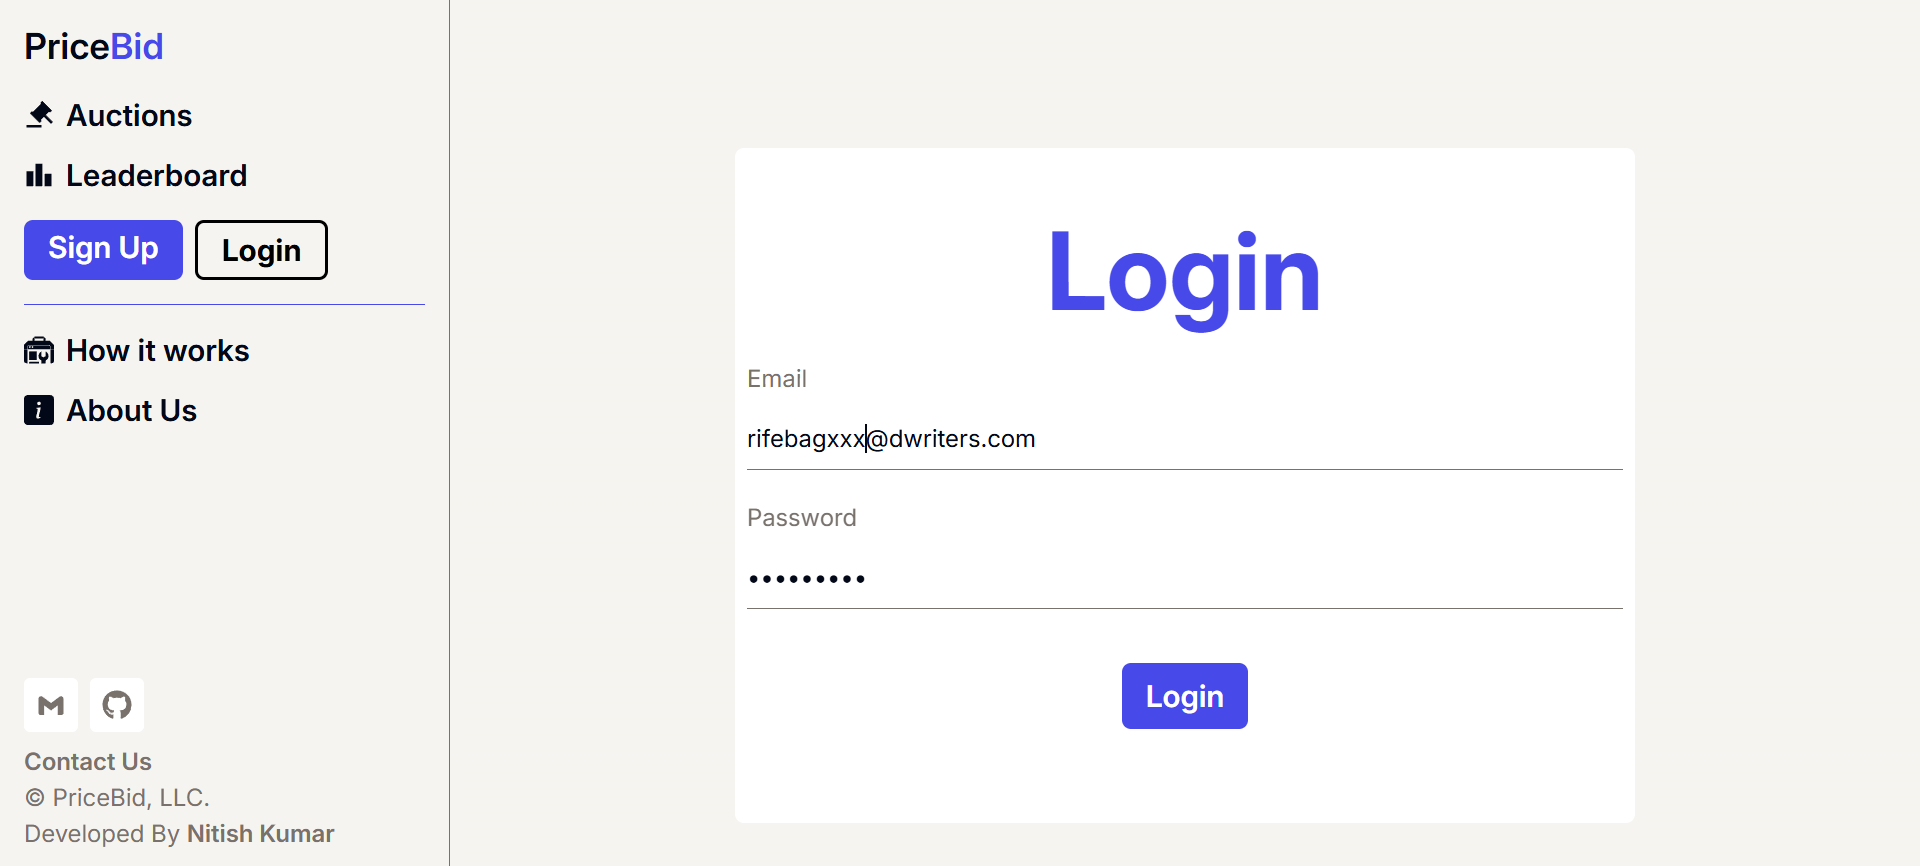 PriceBid
Auctions
Leaderboard
Sign Up
Login
How it works
i
About Us
Contact Us
© PriceBid, LLC.
Developed By Nitish Kumar
Login
Email
rifebagxxx@dwriters.com
Password
•••••••••
Login